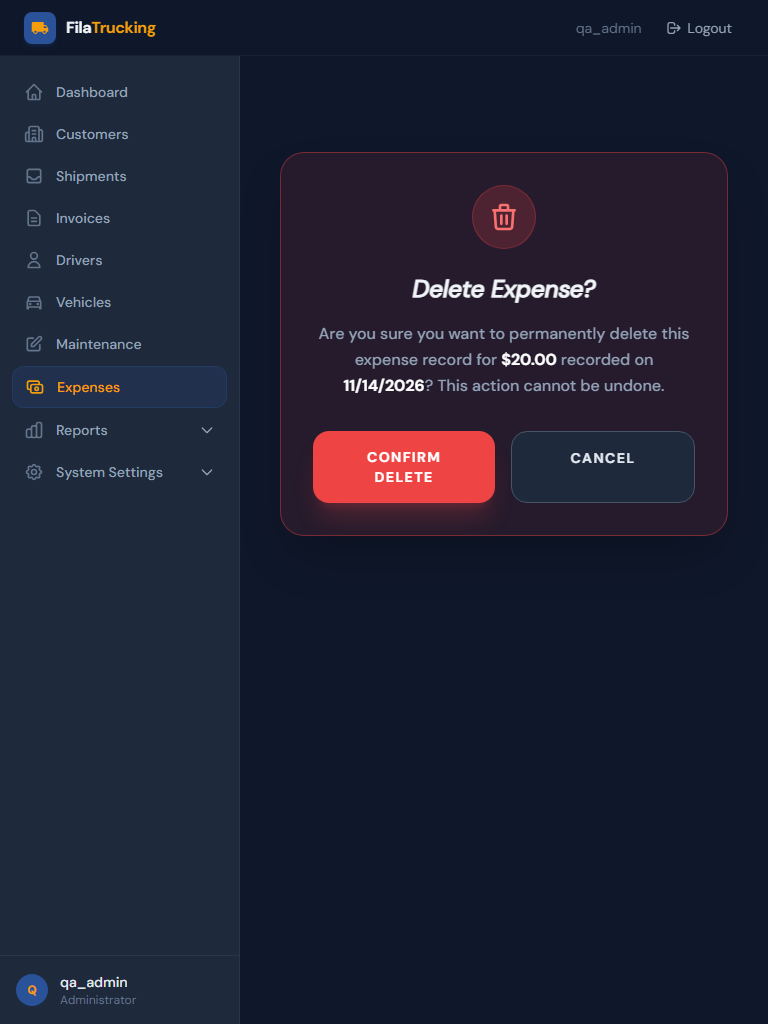 FilaTrucking
qa_admin
Logout
Dashboard
Customers
Shipments
Invoices
Drivers
Vehicles
Maintenance
Expenses
Reports
System Settings
Delete Expense?
Are you sure you want to permanently delete this
expense record for $20.00 recorded on
11/14/2026? This action cannot be undone.
CONFIRM
DELETE
CANCEL
Q
qa_admin
Administrator